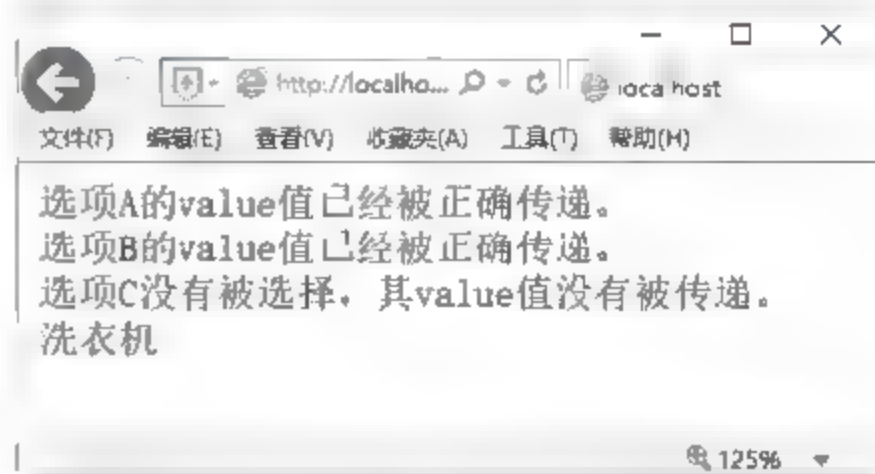 http://localho...
localhost
文件(F) 编辑(E) 查看(V) 收藏夹(A) 工具(T) 帮助(H)
选项A的value值已经被正确传递。
选项B的value值已经被正确传递。
选项C没有被选择，其value值没有被传递。
洗衣机
125%